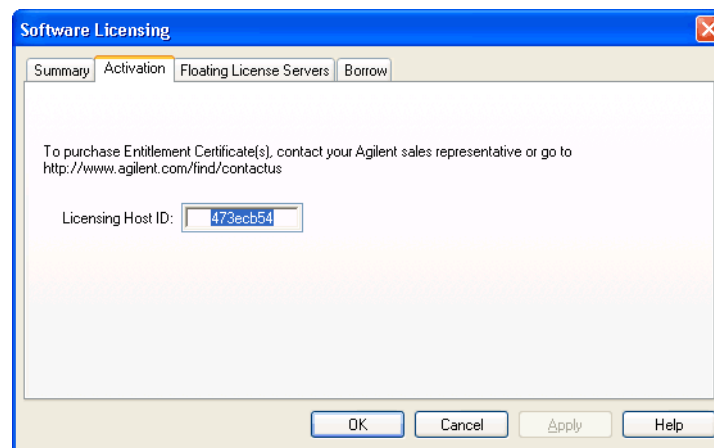 Software Licensing
Summary Activation Floating License Servers Borrow
To purchase Entitlement Certificate(s), contact your Agilent sales representative or go to
http://www.agilent.com/find/contactus
Licensing Host ID: 473ecb54
OK Cancel Apply Help